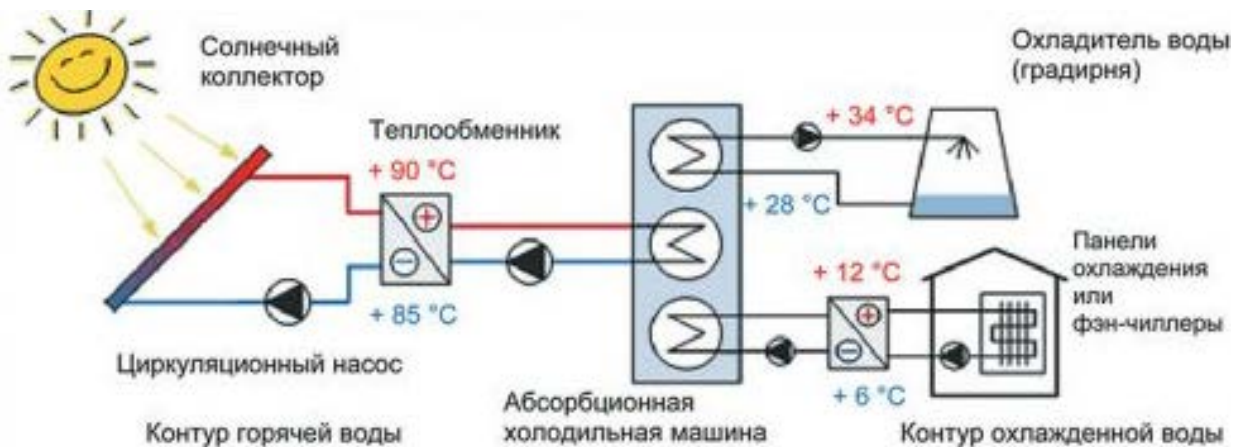 Солнечный
коллектор
Охладитель воды
(градирня)
Теплообменник
+ 34 °C
+ 90 °C
+ 28 °C
Панели
охлаждения
или
фэн-чиллеры
+ 12 °C
+ 85 °C
Циркуляционный насос
+ 6 °C
Абсорбционная
холодильная машина
Контур горячей воды
Контур охлажденной воды